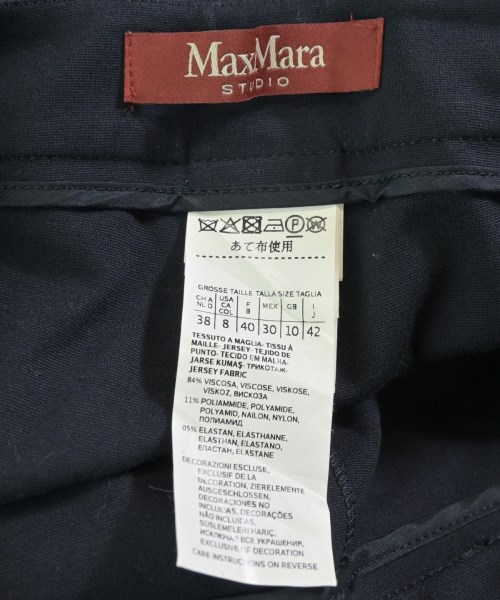 MaxMara
STUDIO
P W
あて布使用
GRÖSSE TAILLE TALLA SIZE TAGLIA
CH A NL D USA CA COL F B MEX GB I J
38 8 40 30 10 42
TESSUTO A MAGLIA- TISSU À
MAILLE- JERSEY- TEJIDO DE
PUNTO- TECIDO EM MALHA-
JARSE KUMAŞ- ТРИКОТАЖ-
JERSEY FABRIC
84% VISCOSA, VISCOSE, VISKOSE,
VİSKOZ, ВИСКОЗА
11% POLIAMMIDE, POLYAMIDE,
POLYAMID, NAILON, NYLON,
ПОЛИАМИД
05% ELASTAN, ELASTHANNE,
ELASTHAN, ELASTANO,
ЕЛАСТАН, ELASTANE
DECORAZIONI ESCLUSE,
EXCLUSIF DE LA
DECORATION, ZIERELEMENTE
AUSGESCHLOSSEN,
DECORACIONES NO
INCLUIDAS, DECORAÇÕES
NÃO INCLUÍDAS,
SÜSLEMELERI HARIÇ,
ИСКЛЮЧАЯ ВСЕ УКРАШЕНИЯ,
EXCLUSIVE OF DECORATION
CARE INSTRUCTIONS ON REVERSE